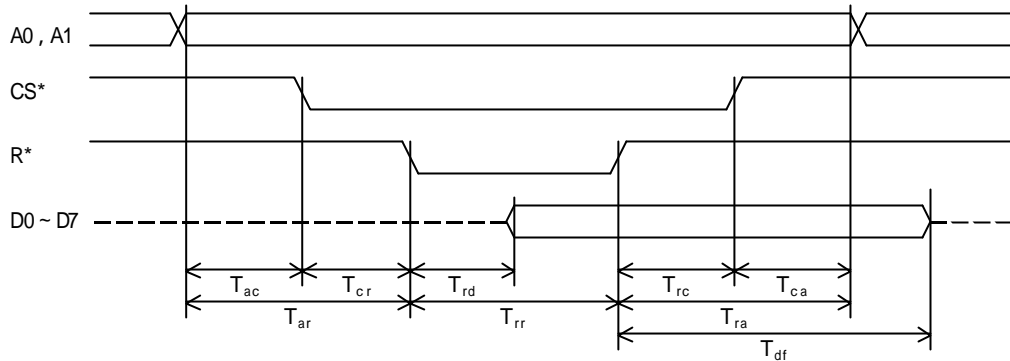 A0 , A1
CS*
R*
D0 ~ D7
Tac Tcr Trd Trc Tca
Tar Trr Tra
Tdf